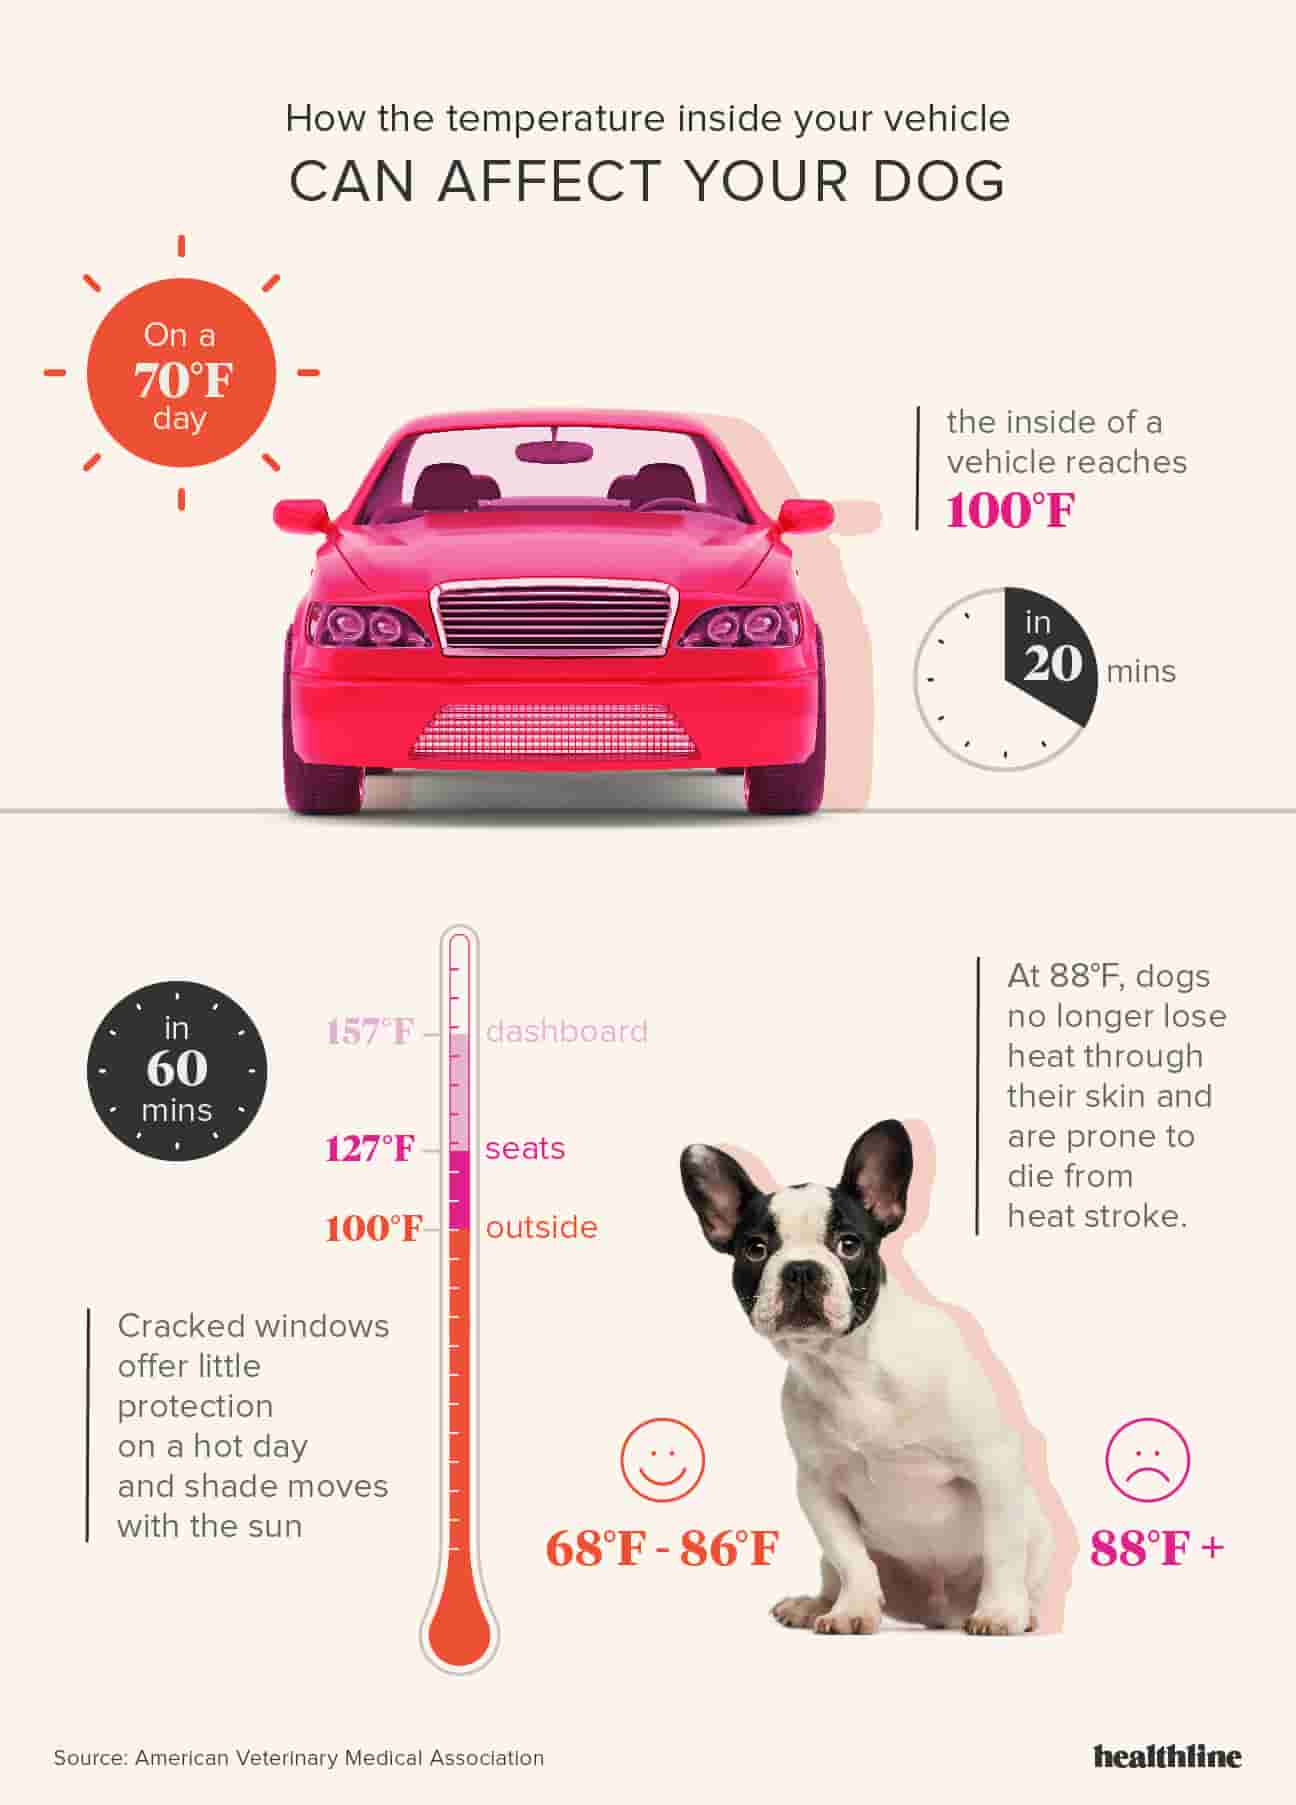 How the temperature inside your vehicle
CAN AFFECT YOUR DOG
On a
70°F
day
the inside of a
vehicle reaches
100°F
in
20 mins
in
60
mins
157°F dashboard
127°F seats
100°F outside
At 88°F, dogs
no longer lose
heat through
their skin and
are prone to
die from
heat stroke.
Cracked windows
offer little
protection
on a hot day
and shade moves
with the sun
68°F - 86°F
88°F +
Source: American Veterinary Medical Association
healthline